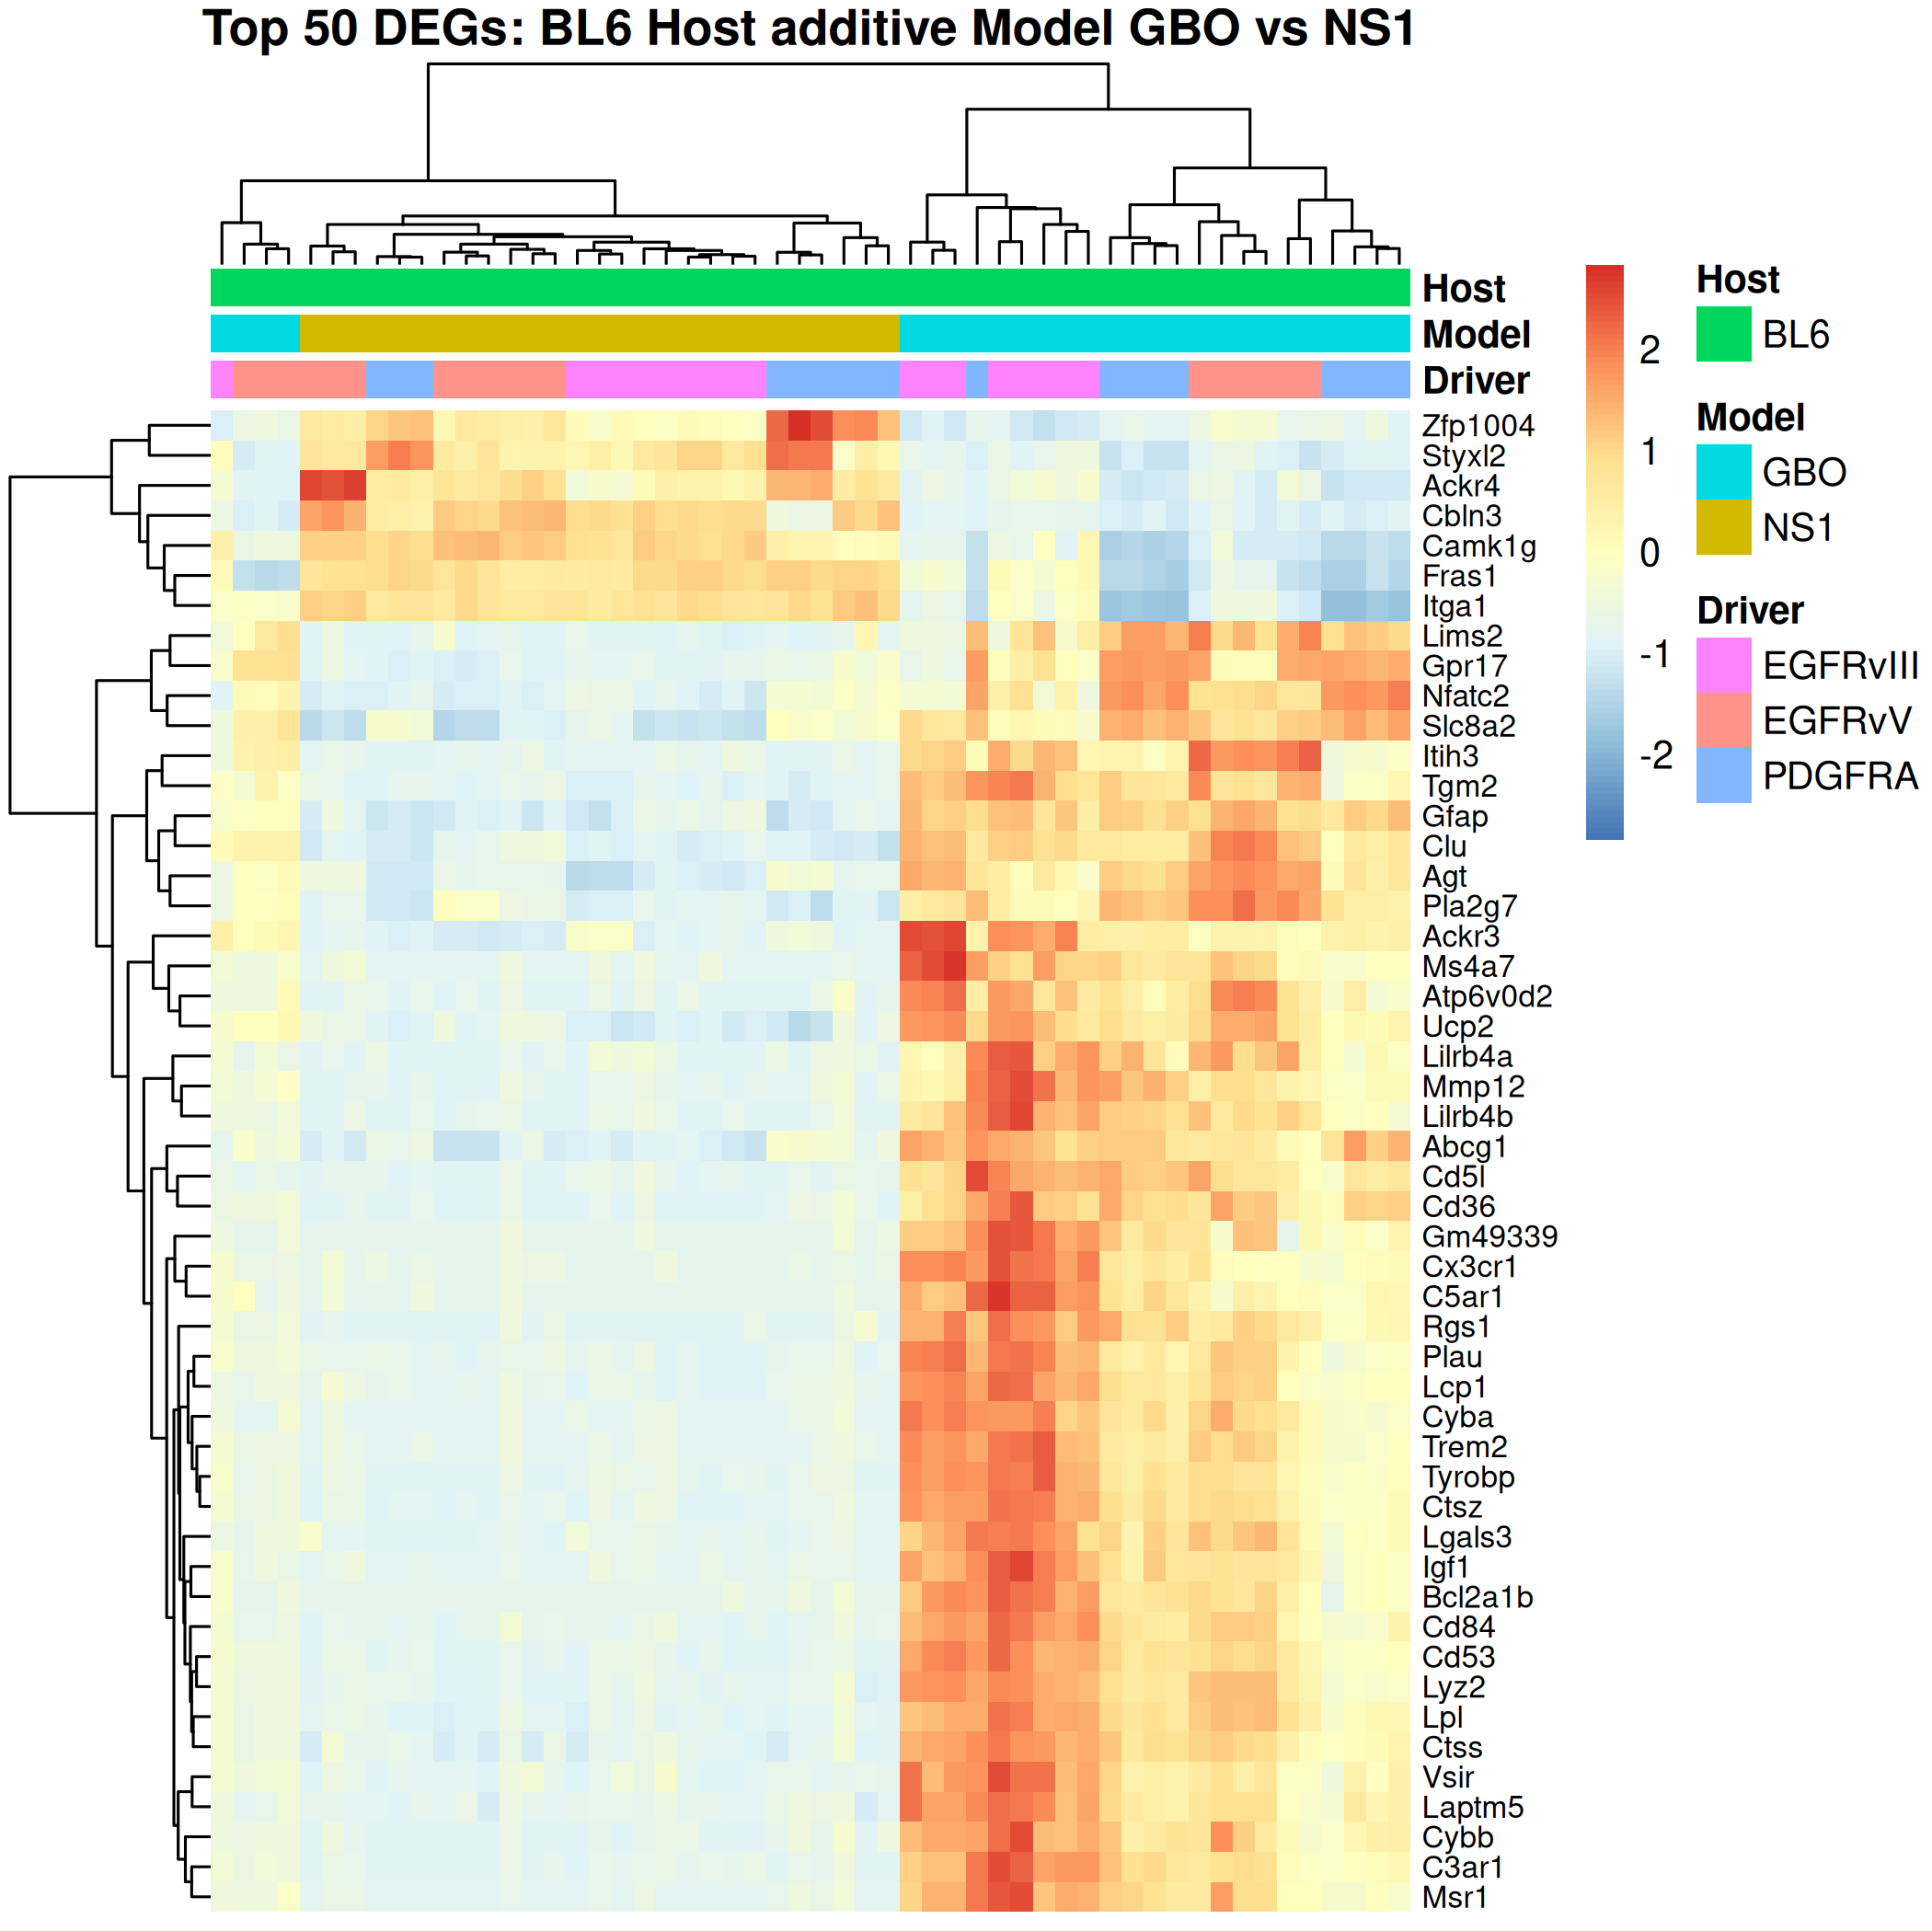 Top 50 DEGs: BL6 Host additive Model GBO vs NS1
Host
Model
Driver
Zfp1004
Styxl2
Ackr4
Cbln3
Camk1g
Fras1
Itga1
Lims2
Gpr17
Nfatc2
Slc8a2
Itih3
Tgm2
Gfap
Clu
Agt
Pla2g7
Ackr3
Ms4a7
Atp6v0d2
Ucp2
Lilrb4a
Mmp12
Lilrb4b
Abcg1
Cd5l
Cd36
Gm49339
Cx3cr1
C5ar1
Rgs1
Plau
Lcp1
Cyba
Trem2
Tyrobp
Ctsz
Lgals3
Igf1
Bcl2a1b
Cd84
Cd53
Lyz2
Lpl
Ctss
Vsir
Laptm5
Cybb
C3ar1
Msr1
2
1
0
-1
-2
Host
BL6
Model
GBO
NS1
Driver
EGFRvIII
EGFRvV
PDGFRA